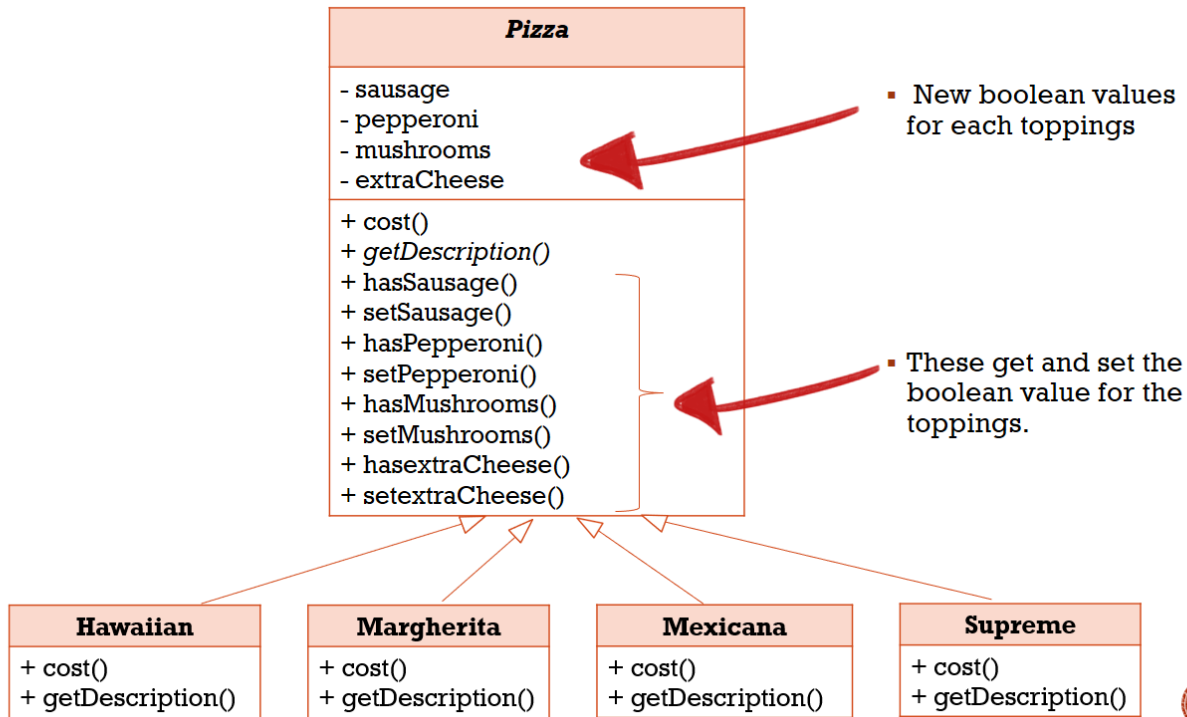 Pizza
- sausage
- pepperoni
- mushrooms
- extraCheese
▪ New boolean values
for each toppings
+ cost()
+ getDescription()
+ hasSausage()
+ setSausage()
+ hasPepperoni()
+ setPepperoni()
+ hasMushrooms()
+ setMushrooms()
+ hasextraCheese()
+ setextraCheese()
▪ These get and set the
boolean value for the
toppings.
Hawaiian
+ cost()
+ getDescription()
Margherita
+ cost()
+ getDescription()
Mexicana
+ cost()
+ getDescription()
Supreme
+ cost()
+ getDescription()